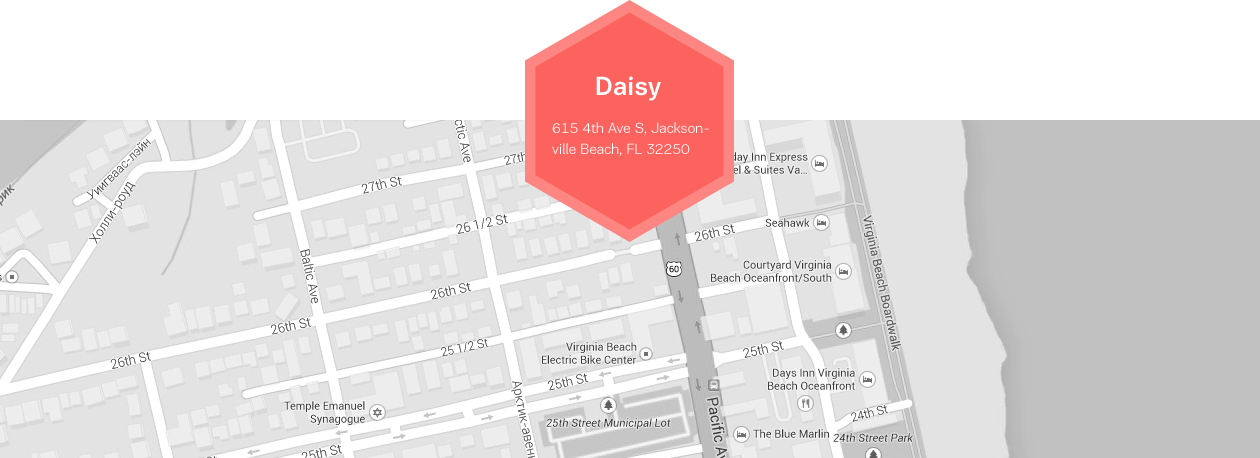 Daisy
615 4th Ave S, Jackson-
ville Beach, FL 32250
ctic Ave
27th
day Inn Express
el & Suites Va...
Уиигваас-лэйн
27th St
рик
Холли-роуд
26 1/2 St
26th St
Seahawk
Virginia Beach Boardwalk
Baltic Ave
60
Courtyard Virginia
Beach Oceanfront/South
s
26th St
26th St
26th St
25 1/2 St
Virginia Beach
Electric Bike Center
25th St
25th St
Days Inn Virginia
Beach Oceanfront
Temple Emanuel
Synagogue
Арктик-авен
25th Street Municipal Lot
Pacific Av
24th St
The Blue Marlin
24th Street Park
25th St